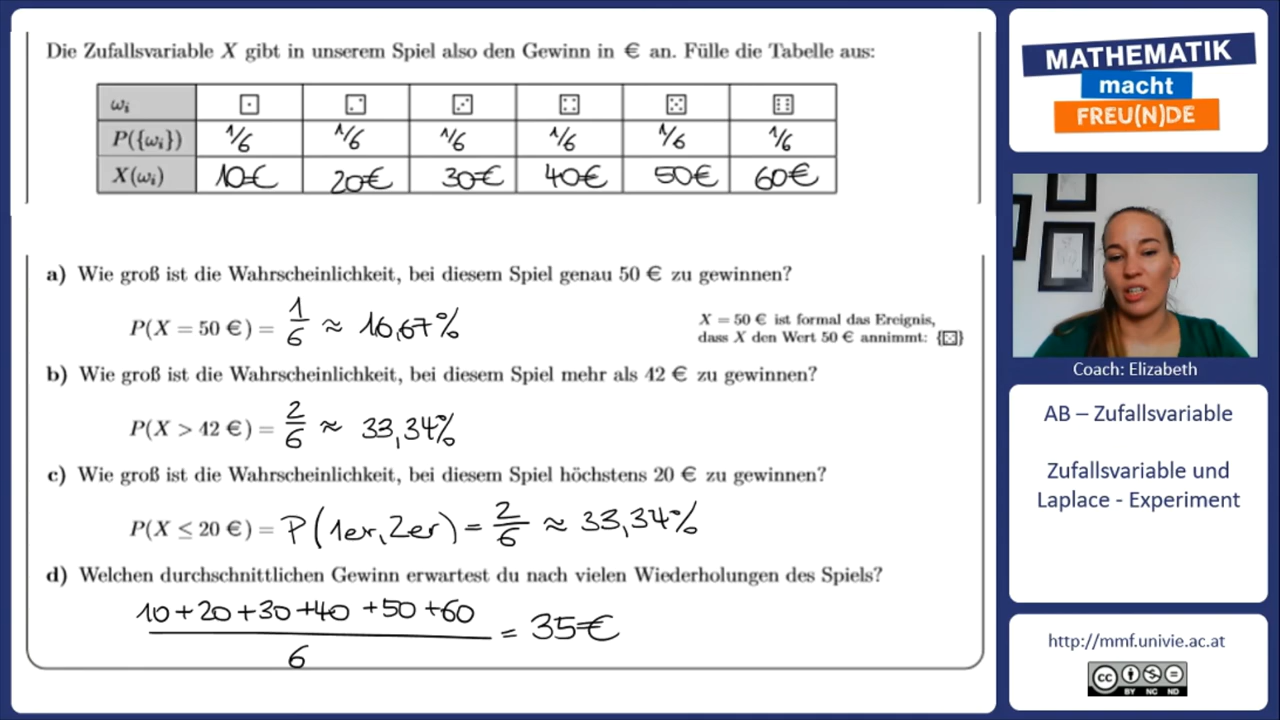 Die Zufallsvariable X gibt in unserem Spiel also den Gewinn in € an. Fülle die Tabelle aus:
ωᵢ ⚀ ⚁ ⚂ ⚃ ⚄ ⚅
P({ωᵢ}) 1/6 1/6 1/6 1/6 1/6 1/6
X(ωᵢ) 10€ 20€ 30€ 40€ 50€ 60€
a) Wie groß ist die Wahrscheinlichkeit, bei diesem Spiel genau 50 € zu gewinnen?
P(X = 50 €) = 1/6 ≈ 16,67%
X = 50 € ist formal das Ereignis,
dass X den Wert 50 € annimmt: {⚄}
b) Wie groß ist die Wahrscheinlichkeit, bei diesem Spiel mehr als 42 € zu gewinnen?
P(X > 42 €) = 2/6 ≈ 33,34%
c) Wie groß ist die Wahrscheinlichkeit, bei diesem Spiel höchstens 20 € zu gewinnen?
P(X ≤ 20 €) = P(1er, 2er) = 2/6 ≈ 33,34%
d) Welchen durchschnittlichen Gewinn erwartest du nach vielen Wiederholungen des Spiels?
10+20+30+40+50+60
= 35€
6
MATHEMATIK
macht
FREU(N)DE
Coach: Elizabeth
AB – Zufallsvariable
Zufallsvariable und
Laplace - Experiment
http://mmf.univie.ac.at
cc
BY NC ND